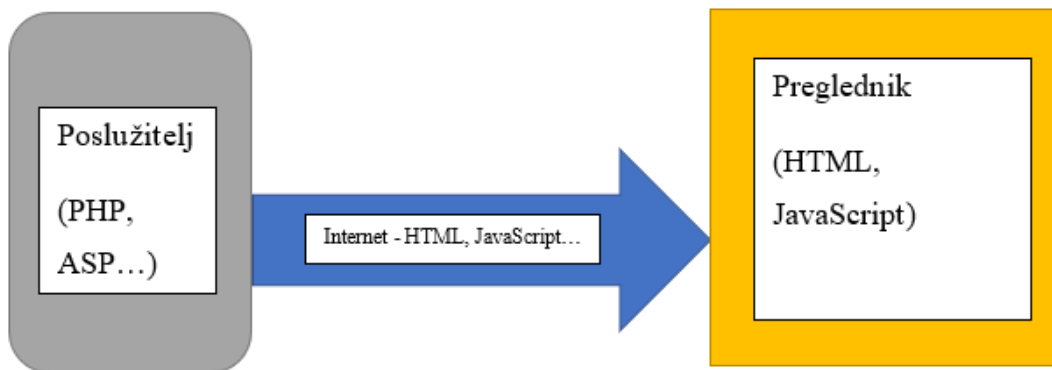 Poslužitelj
(PHP,
ASP…)
Internet - HTML, JavaScript…
Preglednik
(HTML,
JavaScript)